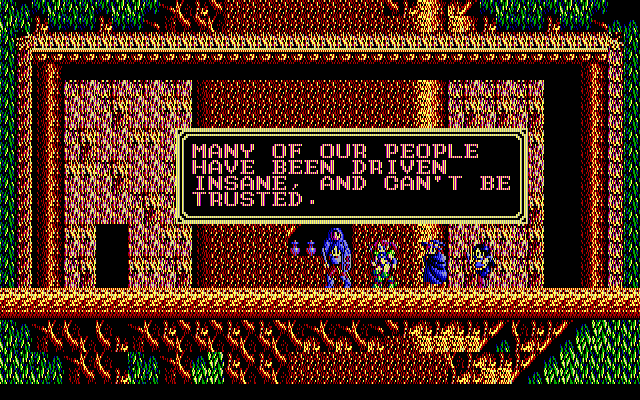 MANY OF OUR PEOPLE
HAVE BEEN DRIVEN
INSANE, AND CAN'T BE
TRUSTED.